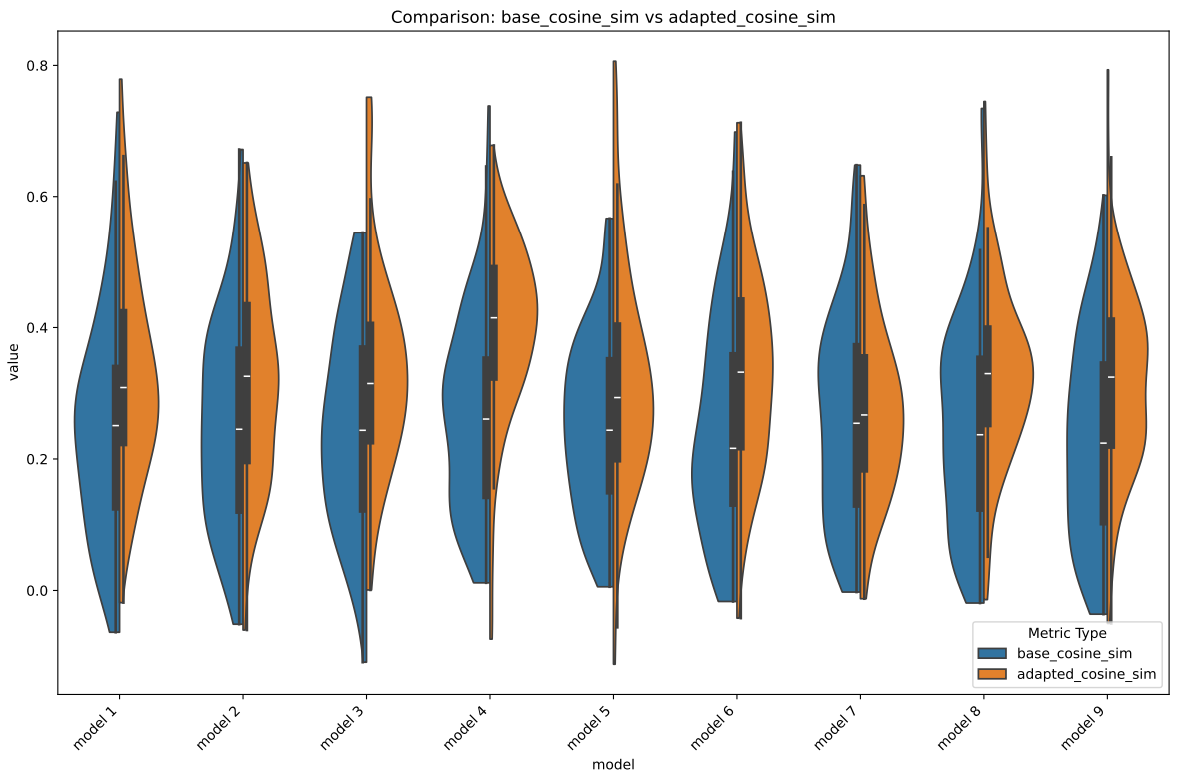 Comparison: base_cosine_sim vs adapted_cosine_sim
value
0.8
0.6
0.4
0.2
0.0
model 1
model 2
model 3
model 4
model 5
model 6
model 7
model 8
model 9
model
Metric Type
base_cosine_sim
adapted_cosine_sim